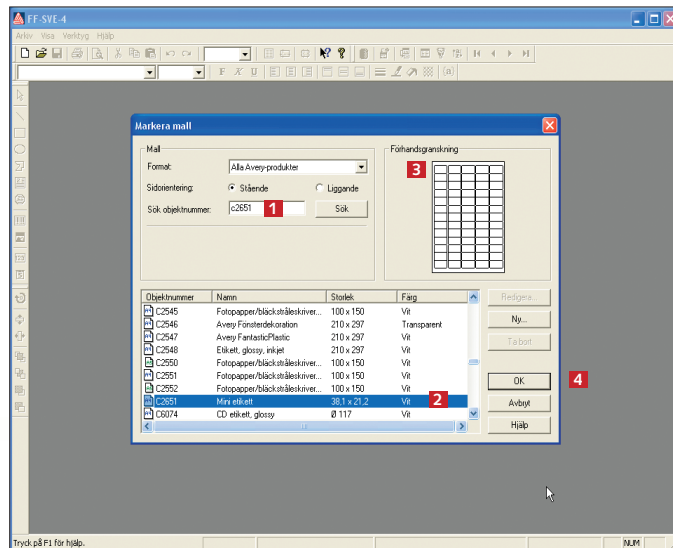 FF-SVE-4
Arkiv Visa Verktyg Hjälp
F K U
(a)
Markera mall
Mall
Format:
Alla Avery-produkter
Sidorientering:
Stående
Liggande
Sök objektnummer:
c2651
1
Sök
Förhandsgranskning
3
Objektnummer Namn Storlek Färg
C2545 Fotopapper/bläckstråleskriver... 100 x 150 Vit
C2546 Avery Fönsterdekoration 210 x 297 Transparent
C2547 Avery FantasticPlastic 210 x 297 Vit
C2548 Etikett, glossy, inkjet 210 x 297 Vit
C2550 Fotopapper/bläckstråleskriver... 100 x 150 Vit
C2551 Fotopapper/bläckstråleskriver... 100 x 150 Vit
C2552 Fotopapper/bläckstråleskriver... 100 x 150 Vit
C2651 Mini etikett 38,1 x 21,2 Vit
2
C6074 CD etikett, glossy Ø 117 Vit
Redigera...
Ny...
Ta bort
OK
4
Avbryt
Hjälp
Tryck på F1 för hjälp.
NUM